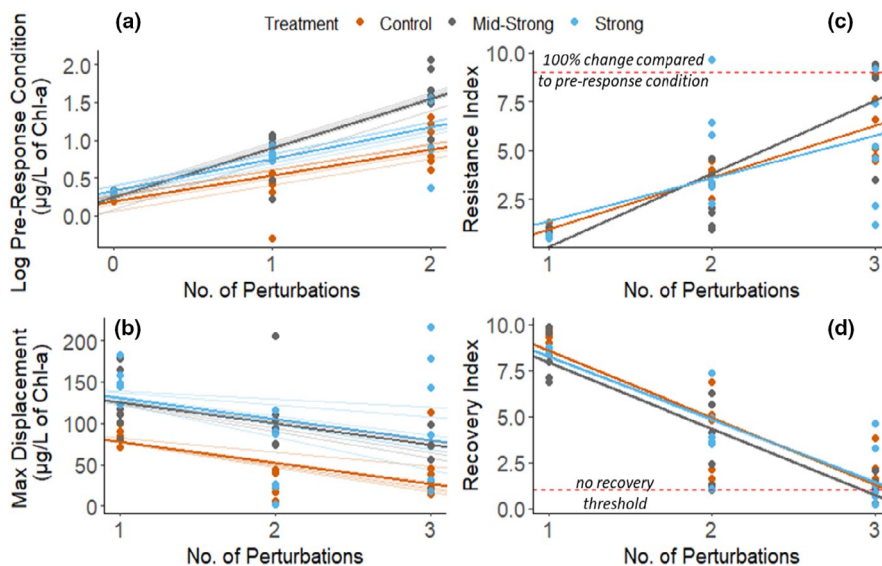 (a) Treatment Control Mid-Strong Strong (c)
Log Pre-Response Condition
(µg/L of Chl-a)
2.0
1.5
1.0
0.5
0.0
0 1 2
No. of Perturbations
Resistance Index
10.0
7.5
5.0
2.5
100% change compared
to pre-response condition
1 2 3
No. of Perturbations
(b)
Max Displacement
(µg/L of Chl-a)
200
150
100
50
0
1 2 3
No. of Perturbations
(d)
Recovery Index
10.0
7.5
5.0
2.5
0.0
no recovery
threshold
1 2 3
No. of Perturbations